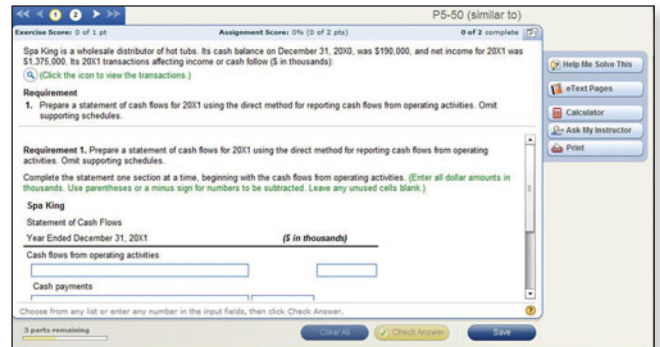 1 2 P5-50 (similar to)
Exercise Score: 0 of 1 pt Assignment Score: 0% (0 of 2 pts) 0 of 2 complete
Spa King is a wholesale distributor of hot tubs. Its cash balance on December 31, 20X0, was $190,000, and net income for 20X1 was
$1,375,000. Its 20X1 transactions affecting income or cash follow ($ in thousands):
(Click the icon to view the transactions.)
Requirement
1. Prepare a statement of cash flows for 20X1 using the direct method for reporting cash flows from operating activities. Omit
supporting schedules.
Help Me Solve This
eText Pages
Calculator
Ask My Instructor
Print
Requirement 1. Prepare a statement of cash flows for 20X1 using the direct method for reporting cash flows from operating
activities. Omit supporting schedules.
Complete the statement one section at a time, beginning with the cash flows from operating activities. (Enter all dollar amounts in
thousands. Use parentheses or a minus sign for numbers to be subtracted. Leave any unused cells blank.)
Spa King
Statement of Cash Flows
Year Ended December 31, 20X1 ($ in thousands)
Cash flows from operating activities
Cash payments
Choose from any list or enter any number in the input fields, then click Check Answer.
3 parts remaining Clear All Check Answer Save